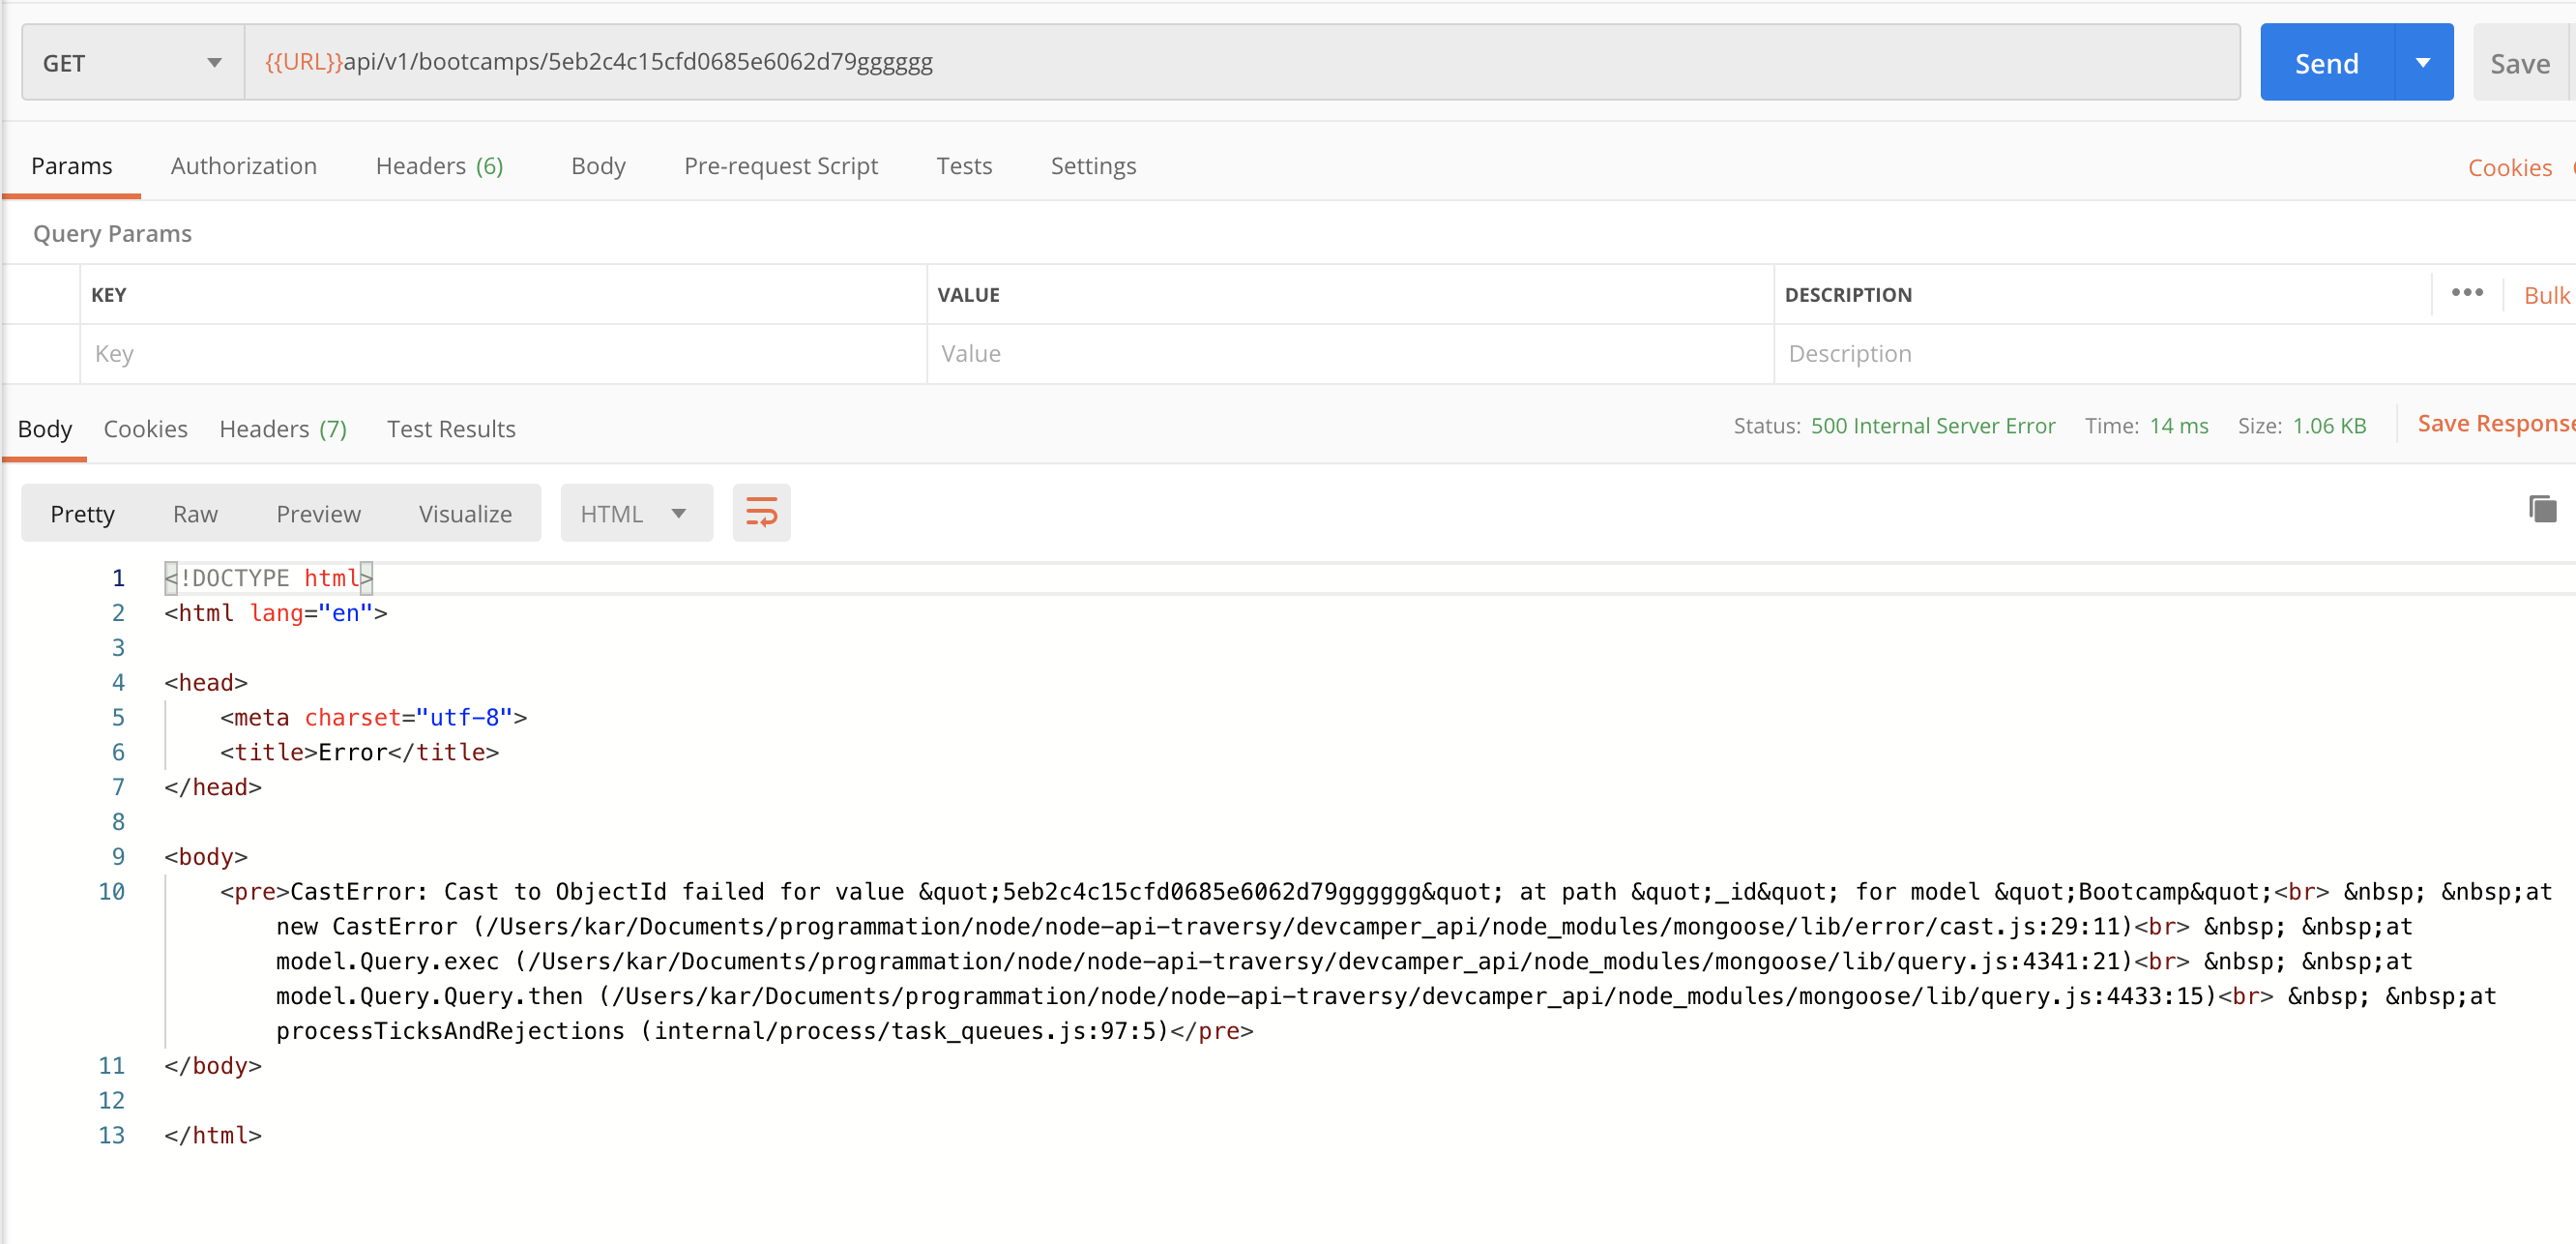 GET {{URL}}api/v1/bootcamps/5eb2c4c15cfd0685e6062d79gggggg Send Save
Params Authorization Headers (6) Body Pre-request Script Tests Settings Cookies
Query Params
KEY VALUE DESCRIPTION ••• Bulk
Key Value Description
Body Cookies Headers (7) Test Results Status: 500 Internal Server Error Time: 14 ms Size: 1.06 KB Save Response
Pretty Raw Preview Visualize HTML
1 <!DOCTYPE html>
2 <html lang="en">
3
4 <head>
5 <meta charset="utf-8">
6 <title>Error</title>
7 </head>
8
9 <body>
10 <pre>CastError: Cast to ObjectId failed for value &quot;5eb2c4c15cfd0685e6062d79gggggg&quot; at path &quot;_id&quot; for model &quot;Bootcamp&quot;<br> &nbsp; &nbsp;at
new CastError (/Users/kar/Documents/programmation/node/node-api-traversy/devcamper_api/node_modules/mongoose/lib/error/cast.js:29:11)<br> &nbsp; &nbsp;at
model.Query.exec (/Users/kar/Documents/programmation/node/node-api-traversy/devcamper_api/node_modules/mongoose/lib/query.js:4341:21)<br> &nbsp; &nbsp;at
model.Query.Query.then (/Users/kar/Documents/programmation/node/node-api-traversy/devcamper_api/node_modules/mongoose/lib/query.js:4433:15)<br> &nbsp; &nbsp;at
processTicksAndRejections (internal/process/task_queues.js:97:5)</pre>
11 </body>
12
13 </html>